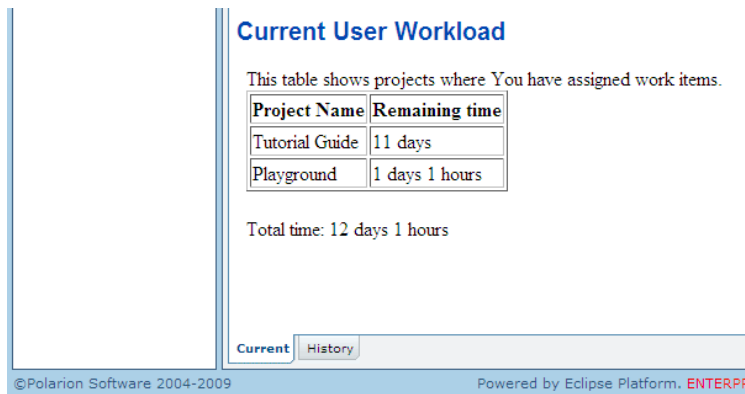 Current User Workload
This table shows projects where You have assigned work items.
Project Name Remaining time
Tutorial Guide 11 days
Playground 1 days 1 hours
Total time: 12 days 1 hours
Current History
©Polarion Software 2004-2009 Powered by Eclipse Platform. ENTERPR